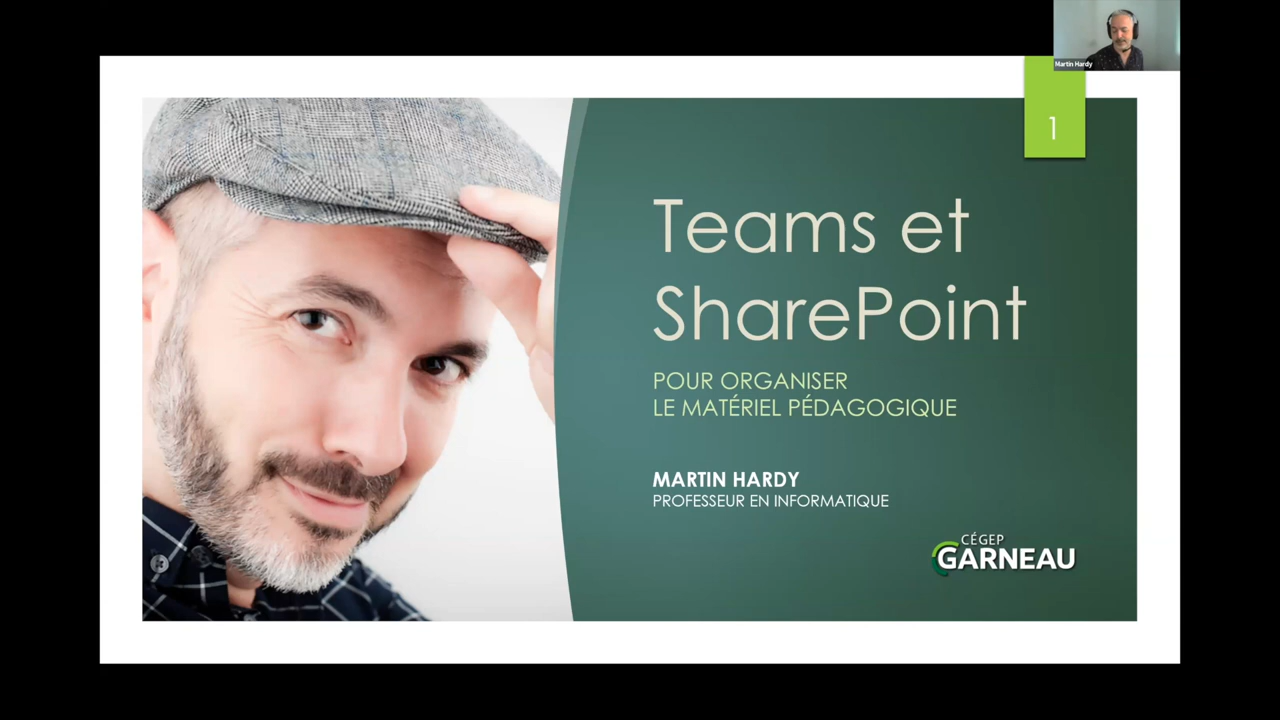 Martin Hardy
1
Teams et
SharePoint
POUR ORGANISER
LE MATÉRIEL PÉDAGOGIQUE
MARTIN HARDY
PROFESSEUR EN INFORMATIQUE
CÉGEP
GARNEAU